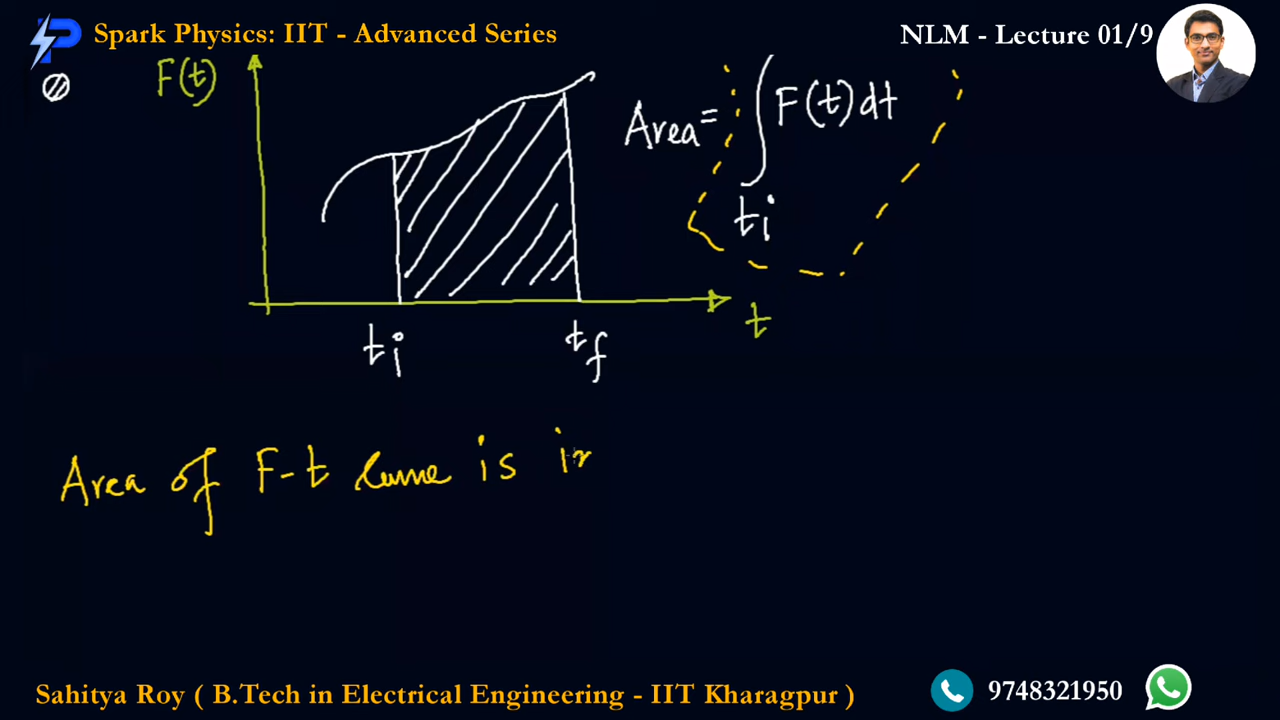 Spark Physics: IIT - Advanced Series
NLM - Lecture 01/9
F(t)
Area = ∫ F(t) dt
ti
t
ti
tf
Area of F-t curve is in
Sahitya Roy ( B.Tech in Electrical Engineering - IIT Kharagpur )
9748321950